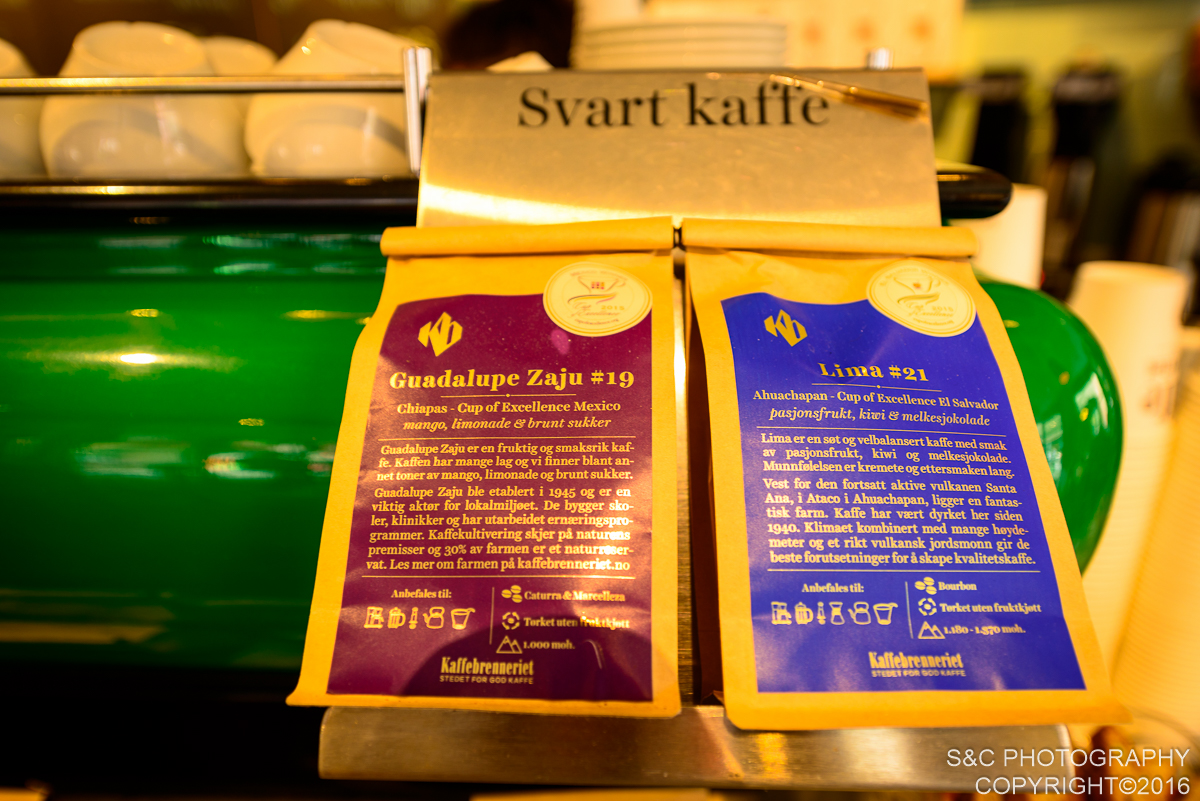 Svart kaffe
Guadalupe Zaju #19
Chiapas - Cup of Excellence Mexico
mango, limonade & brunt sukker
Guadalupe Zaju er en fruktig og smaksrik kaf-
fe. Kaffen har mange lag og vi finner blant an-
net toner av mango, limonade og brunt sukker.
Guadalupe Zaju ble etablert i 1945 og er en
viktig aktør for lokalmiljøet. De bygger sko-
ler, klinikker og har utarbeidet ernæringspro-
grammer. Kaffekultivering skjer på naturens
premisser og 30% av farmen er et naturreser-
vat. Les mer om farmen på kaffebrenneriet.no
Anbefales til:
Caturra & Marcelleza
Tørket uten fruktkjøtt
1.000 moh.
Kaffebrenneriet
STEDET FOR GOD KAFFE
Lima #21
Ahuachapan - Cup of Excellence El Salvador
pasjonsfrukt, kiwi & melkesjokolade
Lima er en søt og velbalansert kaffe med smak
av pasjonsfrukt, kiwi og melkesjokolade.
Munnfølelsen er kremete og ettersmaken lang.
Vest for den fortsatt aktive vulkanen Santa
Ana, i Ataco i Ahuachapan, ligger en fantas-
tisk farm. Kaffe har vært dyrket her siden
1940. Klimaet kombinert med mange høyde-
meter og et rikt vulkansk jordsmonn gir de
beste forutsetninger for å skape kvalitetskaffe.
Anbefales til:
Bourbon
Tørket uten fruktkjøtt
1.180 - 1.370 moh.
Kaffebrenneriet
STEDET FOR GOD KAFFE
S&C PHOTOGRAPHY
COPYRIGHT©2016